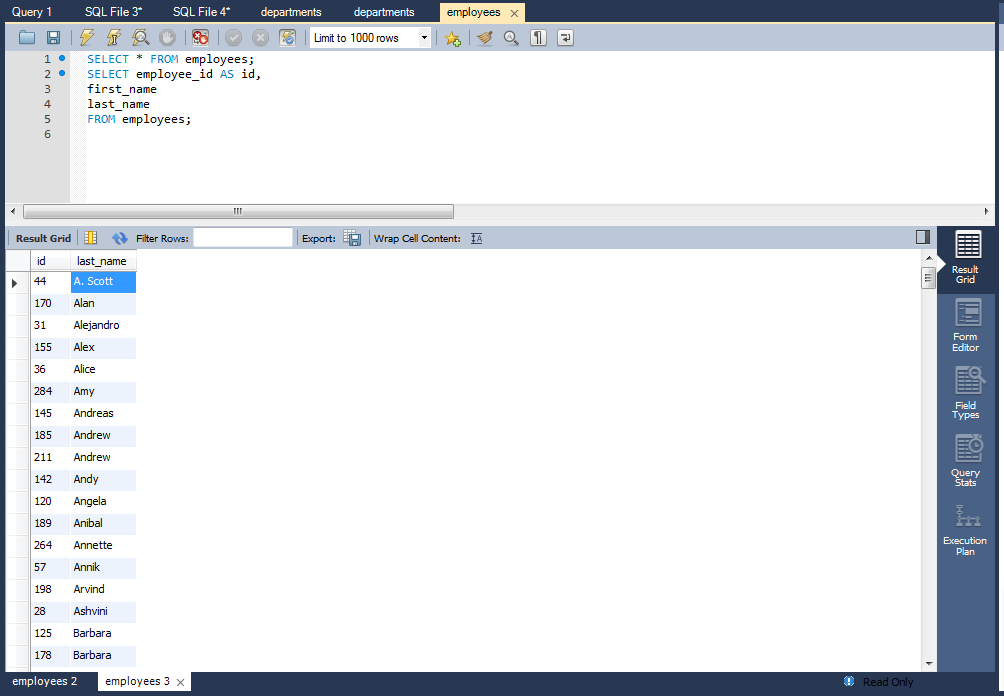 Query 1 SQL File 3* SQL File 4* departments departments employees
Limit to 1000 rows
1 SELECT * FROM employees;
2 SELECT employee_id AS id,
3 first_name
4 last_name
5 FROM employees;
6
Result Grid Filter Rows: Export: Wrap Cell Content:
id last_name
44 A. Scott
170 Alan
31 Alejandro
155 Alex
36 Alice
284 Amy
145 Andreas
185 Andrew
211 Andrew
142 Andy
120 Angela
189 Anibal
264 Annette
57 Annik
198 Arvind
28 Ashvini
125 Barbara
178 Barbara
Result
Grid
Form
Editor
Field
Types
Query
Stats
Execution
Plan
employees 2 employees 3 Read Only